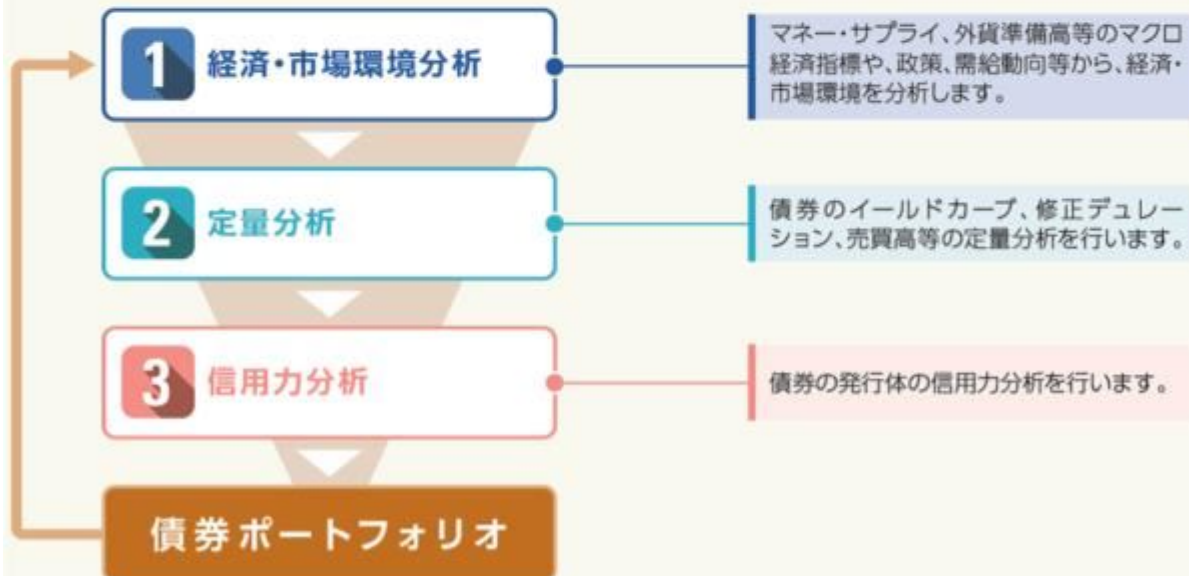 1 経済・市場環境分析
マネー・サプライ、外貨準備高等のマクロ
経済指標や、政策、需給動向等から、経済・
市場環境を分析します。
2 定量分析
債券のイールドカーブ、修正デュレー
ション、売買高等の定量分析を行います。
3 信用力分析
債券の発行体の信用力分析を行います。
債券ポートフォリオ